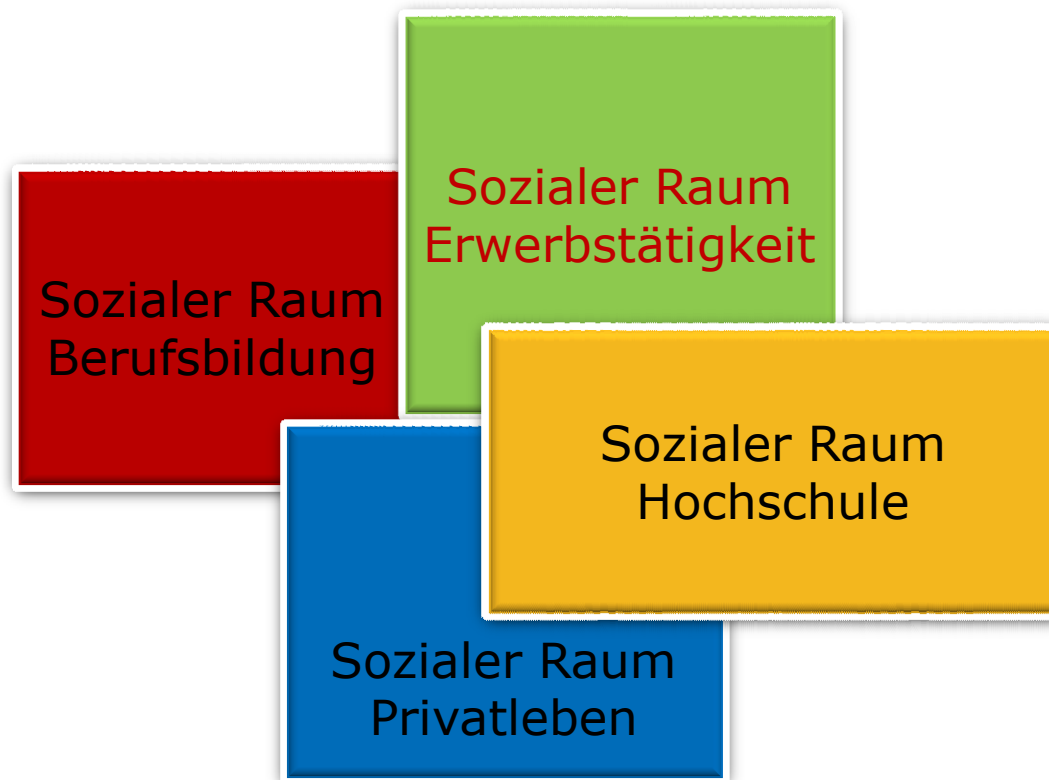 Sozialer Raum
Erwerbstätigkeit
Sozialer Raum
Berufsbildung
Sozialer Raum
Hochschule
Sozialer Raum
Privatleben